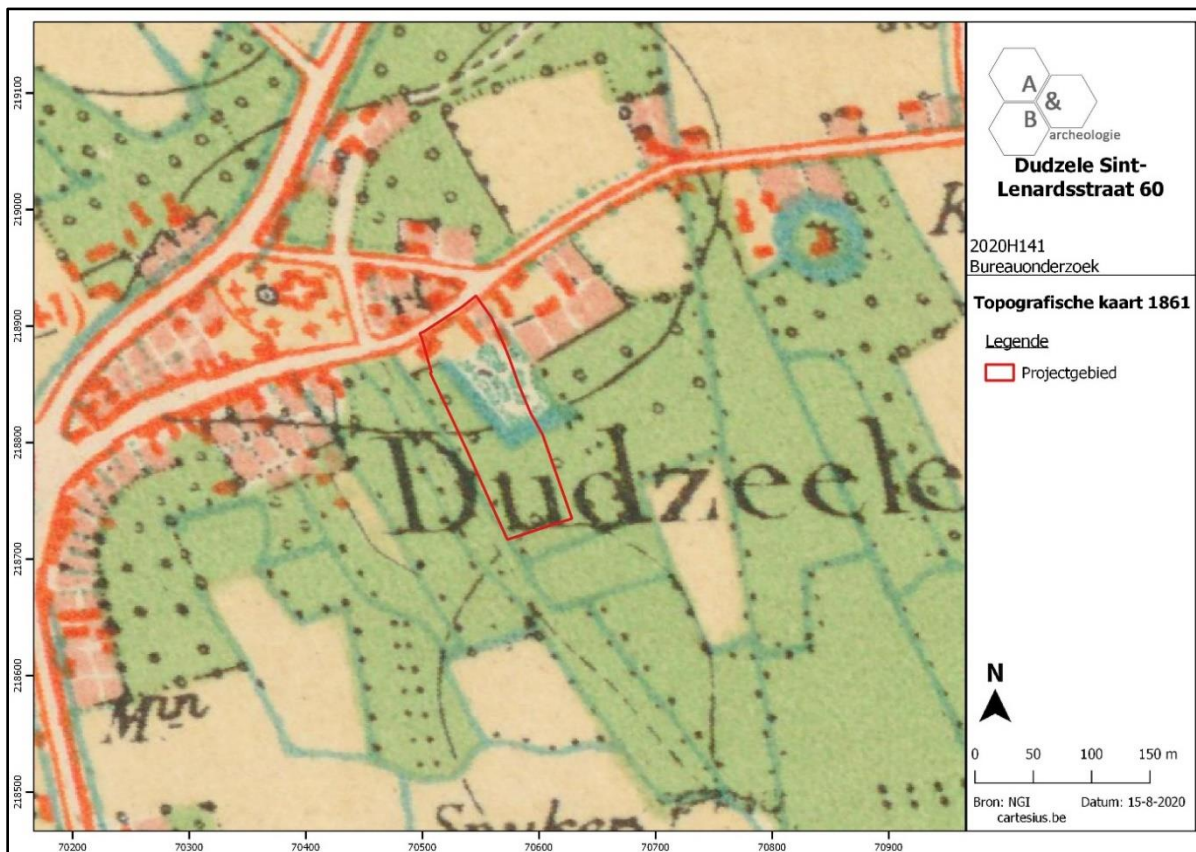 219100
219000
218900
218800
218700
218600
218500
70200
70300
70400
70500
70600
70700
70800
70900
Dudzeele
Mⁿⁿ
A
&
B
archeologie
Dudzele Sint-
Lenardsstraat 60
2020H141
Bureauonderzoek
Topografische kaart 1861
Legende
Projectgebied
N
0 50 100 150 m
Bron: NGI Datum: 15-8-2020
cartesius.be